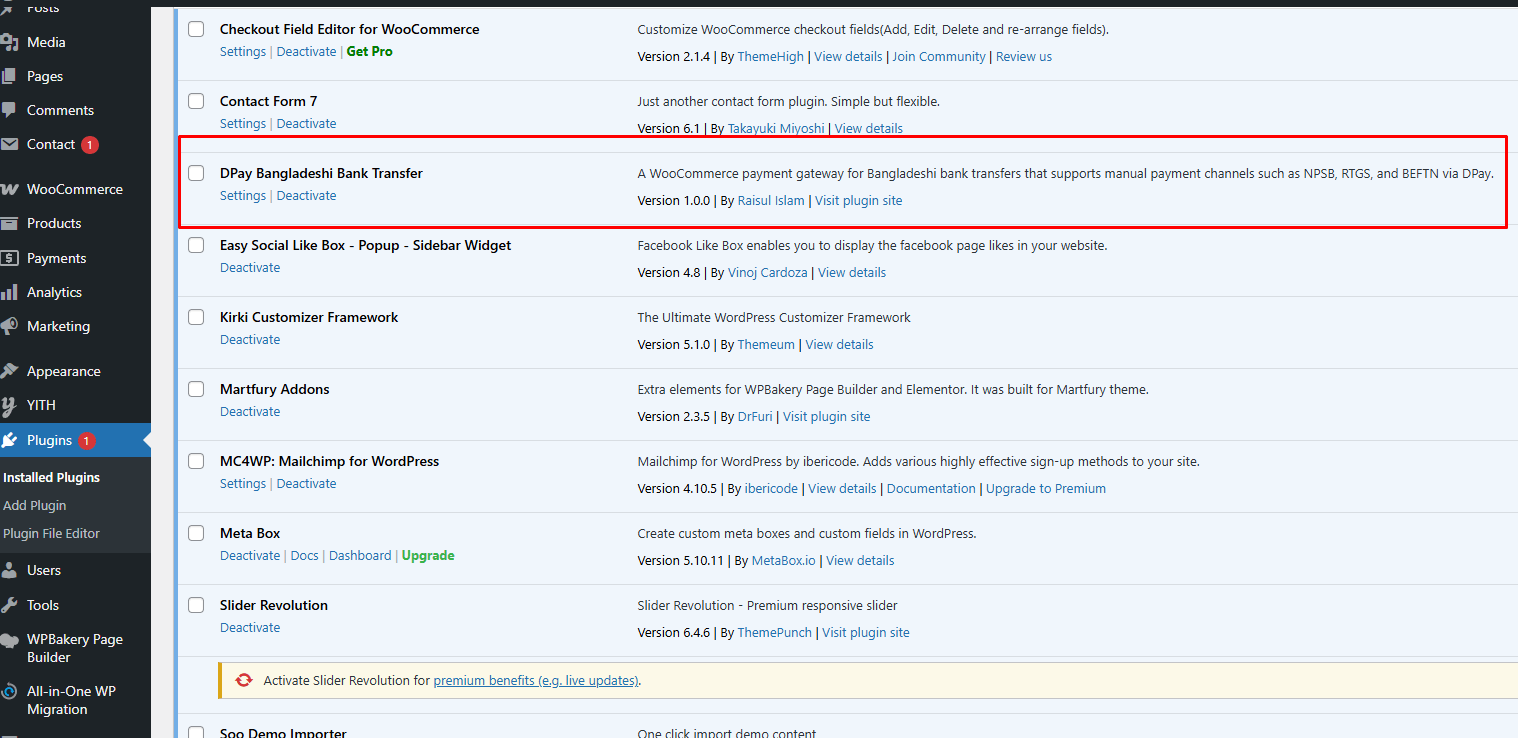 Posts
Media
Pages
Comments
Contact 1
WooCommerce
Products
Payments
Analytics
Marketing
Appearance
YITH
Plugins 1
Installed Plugins
Add Plugin
Plugin File Editor
Users
Tools
WPBakery Page
Builder
All-in-One WP
Migration
Checkout Field Editor for WooCommerce
Settings | Deactivate | Get Pro
Customize WooCommerce checkout fields(Add, Edit, Delete and re-arrange fields).
Version 2.1.4 | By ThemeHigh | View details | Join Community | Review us
Contact Form 7
Settings | Deactivate
Just another contact form plugin. Simple but flexible.
Version 6.1 | By Takayuki Miyoshi | View details
DPay Bangladeshi Bank Transfer
Settings | Deactivate
A WooCommerce payment gateway for Bangladeshi bank transfers that supports manual payment channels such as NPSB, RTGS, and BEFTN via DPay.
Version 1.0.0 | By Raisul Islam | Visit plugin site
Easy Social Like Box - Popup - Sidebar Widget
Deactivate
Facebook Like Box enables you to display the facebook page likes in your website.
Version 4.8 | By Vinoj Cardoza | View details
Kirki Customizer Framework
Deactivate
The Ultimate WordPress Customizer Framework
Version 5.1.0 | By Themeum | View details
Martfury Addons
Deactivate
Extra elements for WPBakery Page Builder and Elementor. It was built for Martfury theme.
Version 2.3.5 | By DrFuri | Visit plugin site
MC4WP: Mailchimp for WordPress
Settings | Deactivate
Mailchimp for WordPress by ibericode. Adds various highly effective sign-up methods to your site.
Version 4.10.5 | By ibericode | View details | Documentation | Upgrade to Premium
Meta Box
Deactivate | Docs | Dashboard | Upgrade
Create custom meta boxes and custom fields in WordPress.
Version 5.10.11 | By MetaBox.io | View details
Slider Revolution
Deactivate
Slider Revolution - Premium responsive slider
Version 6.4.6 | By ThemePunch | Visit plugin site
Activate Slider Revolution for premium benefits (e.g. live updates).
Soo Demo Importer
One click import demo content